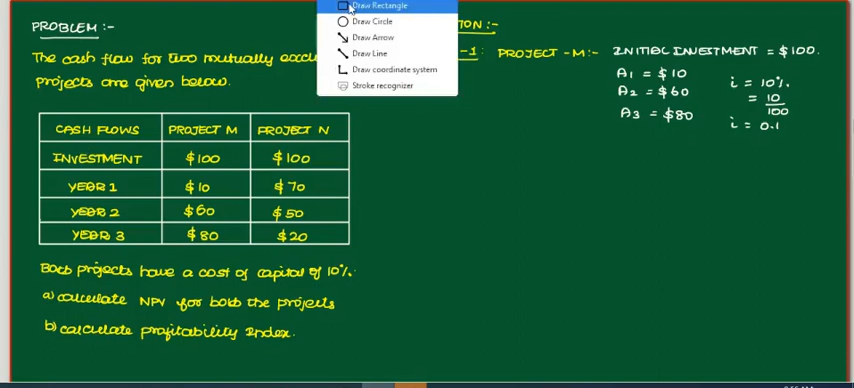 PROBLEM :-
The cash flow for two mutually exclu
projects are given below.
CASH FLOWS PROJECT M PROJECT N
INVESTMENT $100 $100
YEAR 1 $10 $70
YEAR 2 $60 $50
YEAR 3 $80 $20
Both projects have a cost of capital of 10%.
a) calculate NPV for both the projects
b) calculate profitability Index.
Draw Rectangle
Draw Circle
Draw Arrow
Draw Line
Draw coordinate system
Stroke recognizer
TION :-
-1: PROJECT -M:- INITIAL INVESTMENT = $100.
A1 = $10
A2 = $60
A3 = $80
i = 10%.
= 10
100
i = 0.1